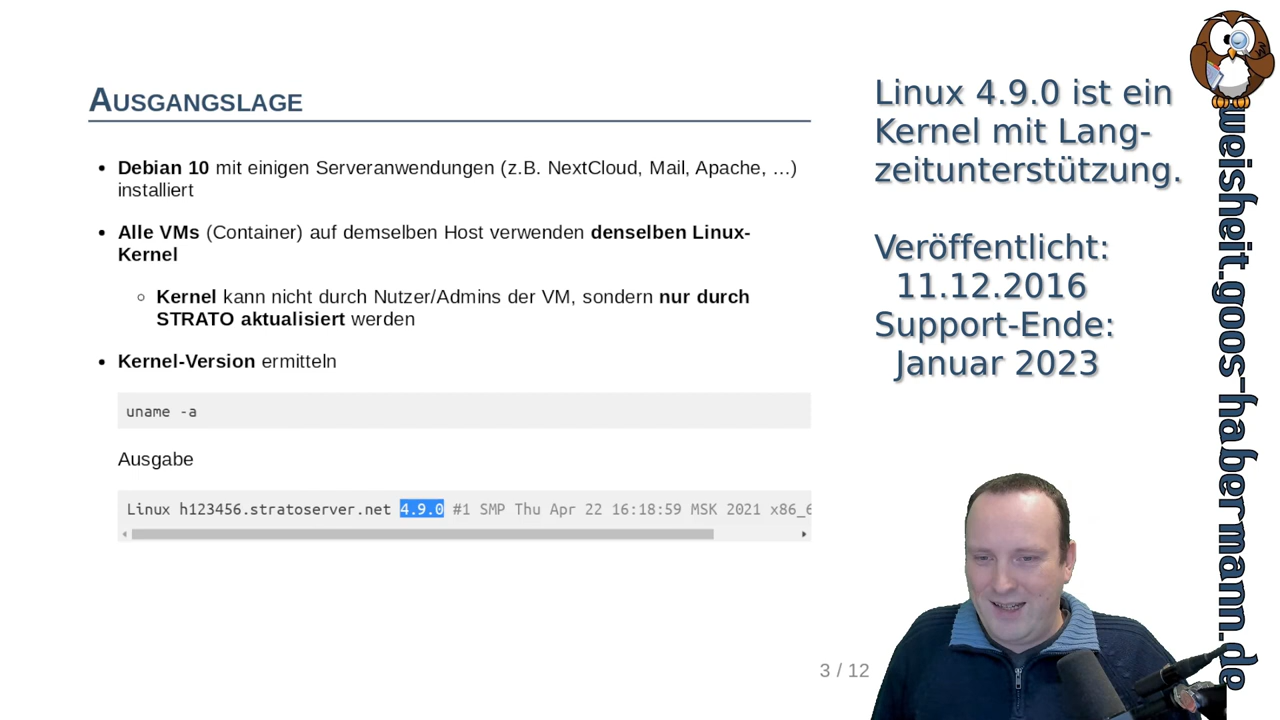 AUSGANGSLAGE
• Debian 10 mit einigen Serveranwendungen (z.B. NextCloud, Mail, Apache, ...)
installiert
• Alle VMs (Container) auf demselben Host verwenden denselben Linux-
Kernel
◦ Kernel kann nicht durch Nutzer/Admins der VM, sondern nur durch
STRATO aktualisiert werden
• Kernel-Version ermitteln
uname -a
Ausgabe
Linux h123456.stratoserver.net 4.9.0 #1 SMP Thu Apr 22 16:18:59 MSK 2021 x86_6
3 / 12
Linux 4.9.0 ist ein
Kernel mit Lang-
zeitunterstützung.
Veröffentlicht:
11.12.2016
Support-Ende:
Januar 2023
weisheit.goos-habermann.de